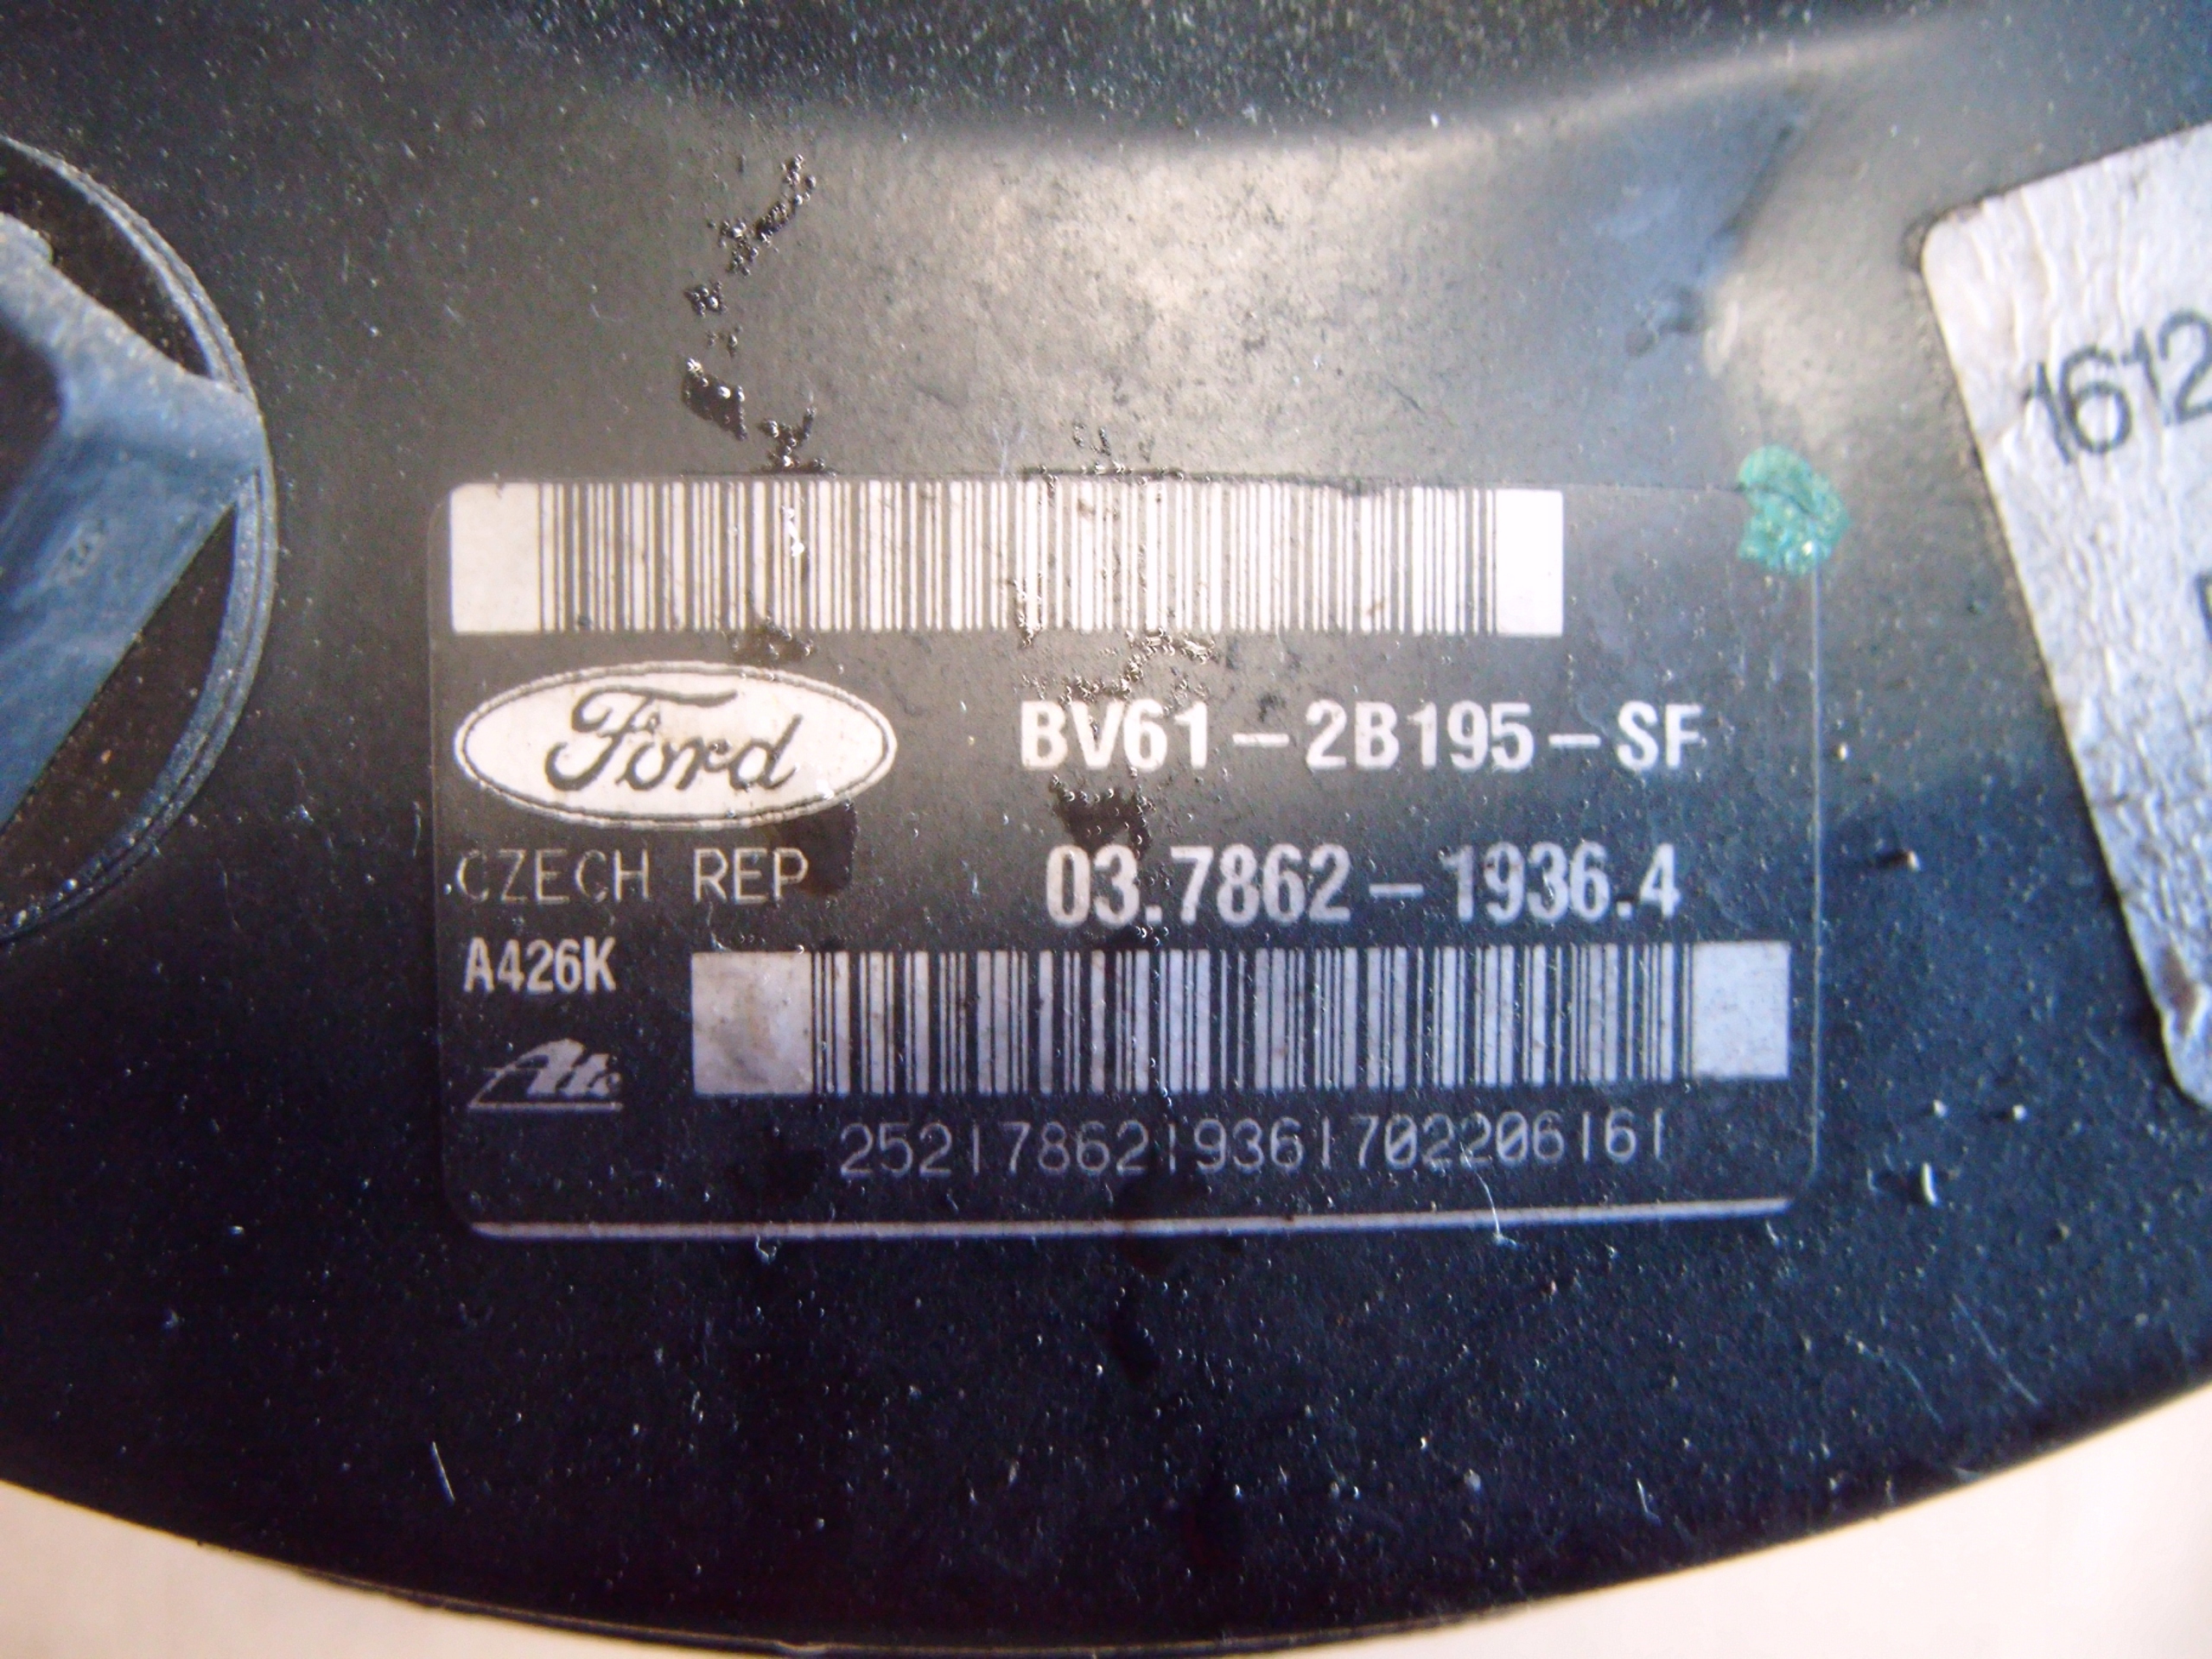 1612
Ford
BV61-2B195-SF
CZECH REP
03.7862-1936.4
A426K
Ate
2521786219361702206161